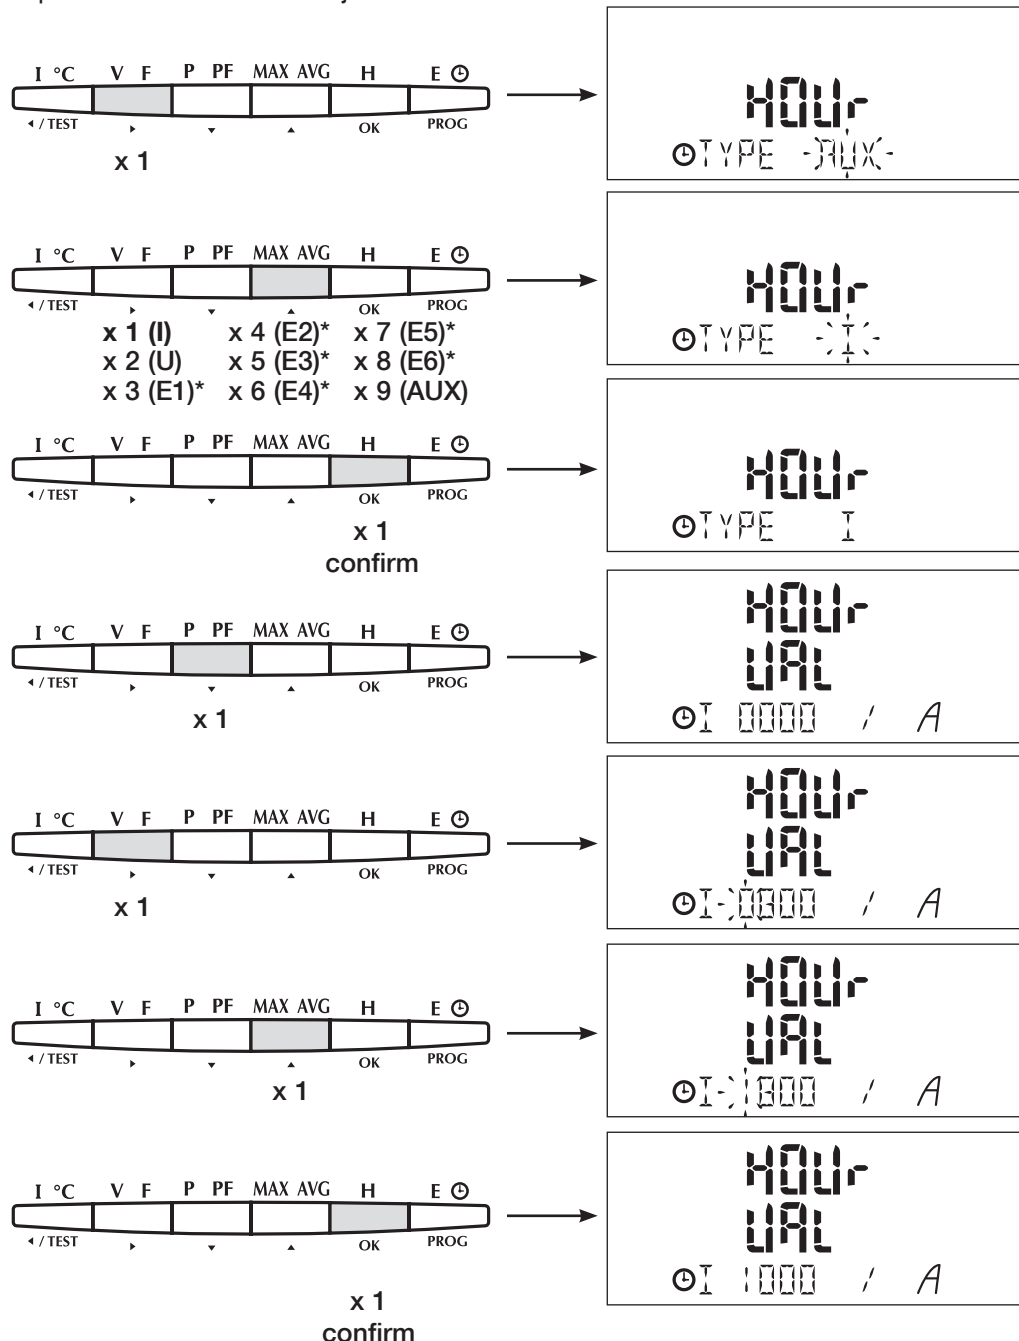 I °C V F P PF MAX AVG H E
/ TEST OK PROG
x 1
HOUr
TYPE AUX
I °C V F P PF MAX AVG H E
/ TEST OK PROG
x 1 (I) x 4 (E2)* x 7 (E5)*
x 2 (U) x 5 (E3)* x 8 (E6)*
x 3 (E1)* x 6 (E4)* x 9 (AUX)
HOUr
TYPE I
I °C V F P PF MAX AVG H E
/ TEST OK PROG
x 1
confirm
HOUr
TYPE I
I °C V F P PF MAX AVG H E
/ TEST OK PROG
x 1
HOUr
VAL
I 0000 / A
I °C V F P PF MAX AVG H E
/ TEST OK PROG
x 1
HOUr
VAL
I 0000 / A
I °C V F P PF MAX AVG H E
/ TEST OK PROG
x 1
HOUr
VAL
I 1000 / A
I °C V F P PF MAX AVG H E
/ TEST OK PROG
x 1
confirm
HOUr
VAL
I 1000 / A